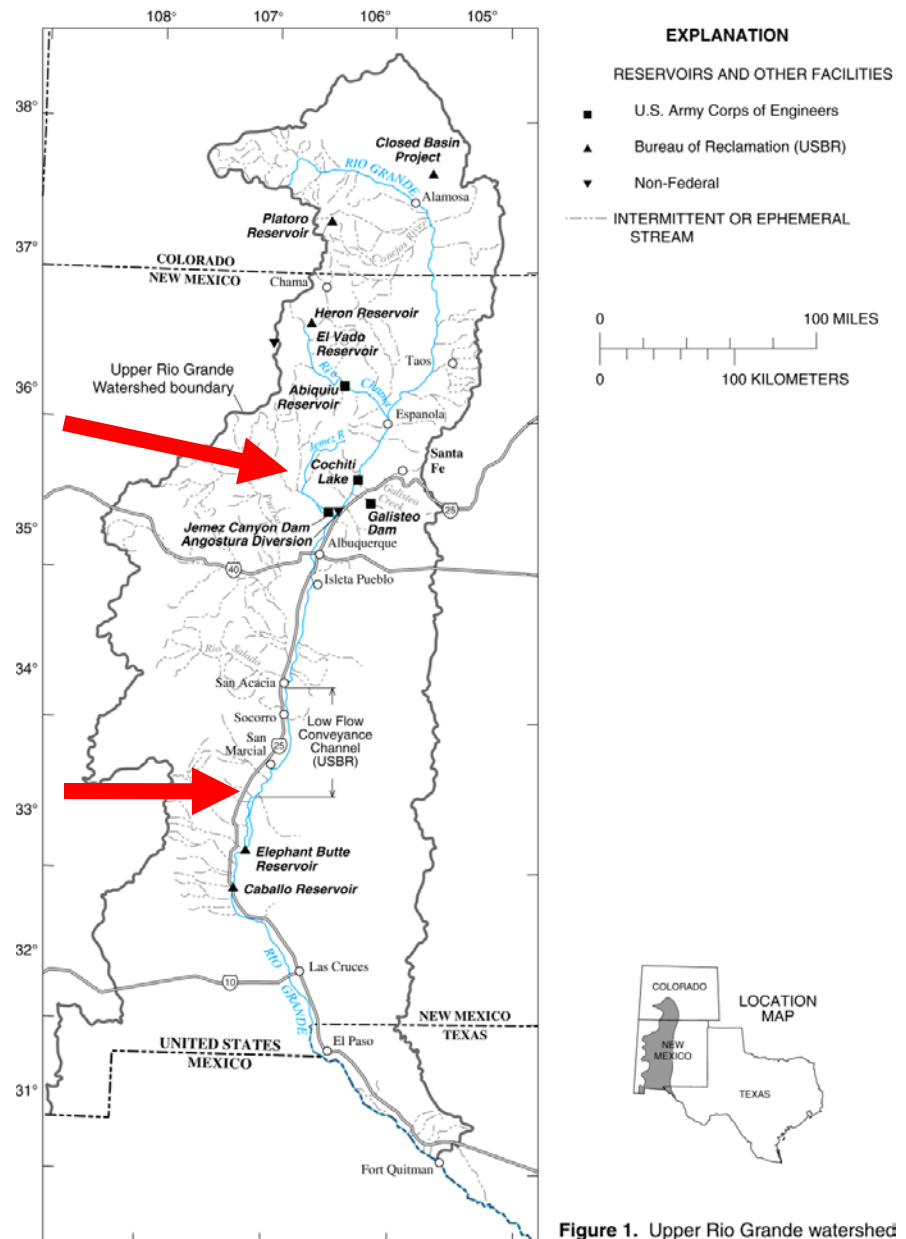 108°
107°
106°
105°
EXPLANATION
RESERVOIRS AND OTHER FACILITIES
U.S. Army Corps of Engineers
Bureau of Reclamation (USBR)
Non-Federal
INTERMITTENT OR EPHEMERAL
STREAM
0
100 MILES
0
100 KILOMETERS
38°
Closed Basin
Project
RIO GRANDE
Alamosa
Platoro
Reservoir
Conejos River
37°
COLORADO
NEW MEXICO
Chama
Heron Reservoir
El Vado
Reservoir
Taos
Upper Rio Grande
Watershed boundary
36°
Rio
Chama
Abiquiu
Reservoir
Espanola
Jemez R
Santa
Fe
Cochiti
Lake
Galisteo
Creek
25
Galisteo
Dam
35°
Jemez Canyon Dam
Angostura Diversion
Albuquerque
40
Isleta Pueblo
Rio Salado
34°
San Acacia
Socorro
Low Flow
Conveyance
Channel
(USBR)
San
Marcial
25
33°
Elephant Butte
Reservoir
Caballo Reservoir
32°
RIO GRANDE
Las Cruces
10
NEW MEXICO
TEXAS
UNITED STATES
MEXICO
El Paso
31°
Fort Quitman
COLORADO
LOCATION
MAP
NEW
MEXICO
TEXAS
Figure 1. Upper Rio Grande watershed